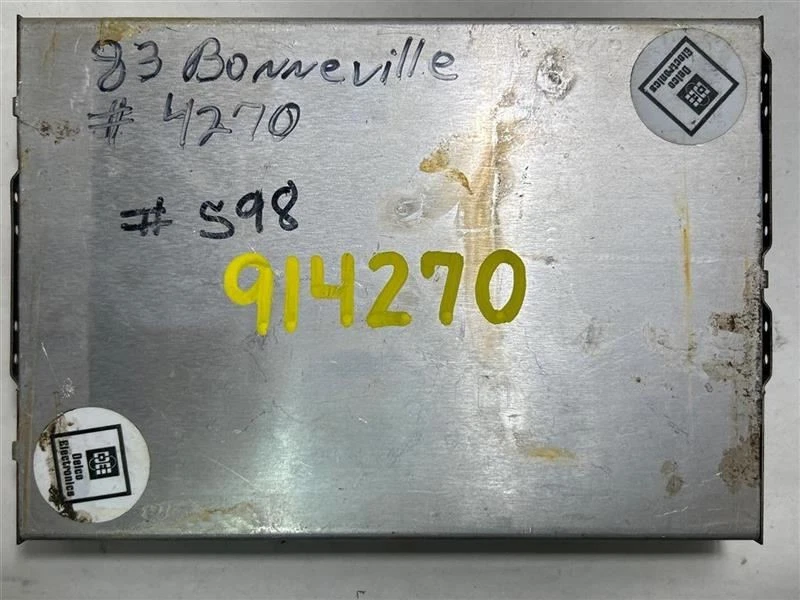 83 Bonneville
# 4270
# 598
914270
Delco
Electronics
Delco
Electronics